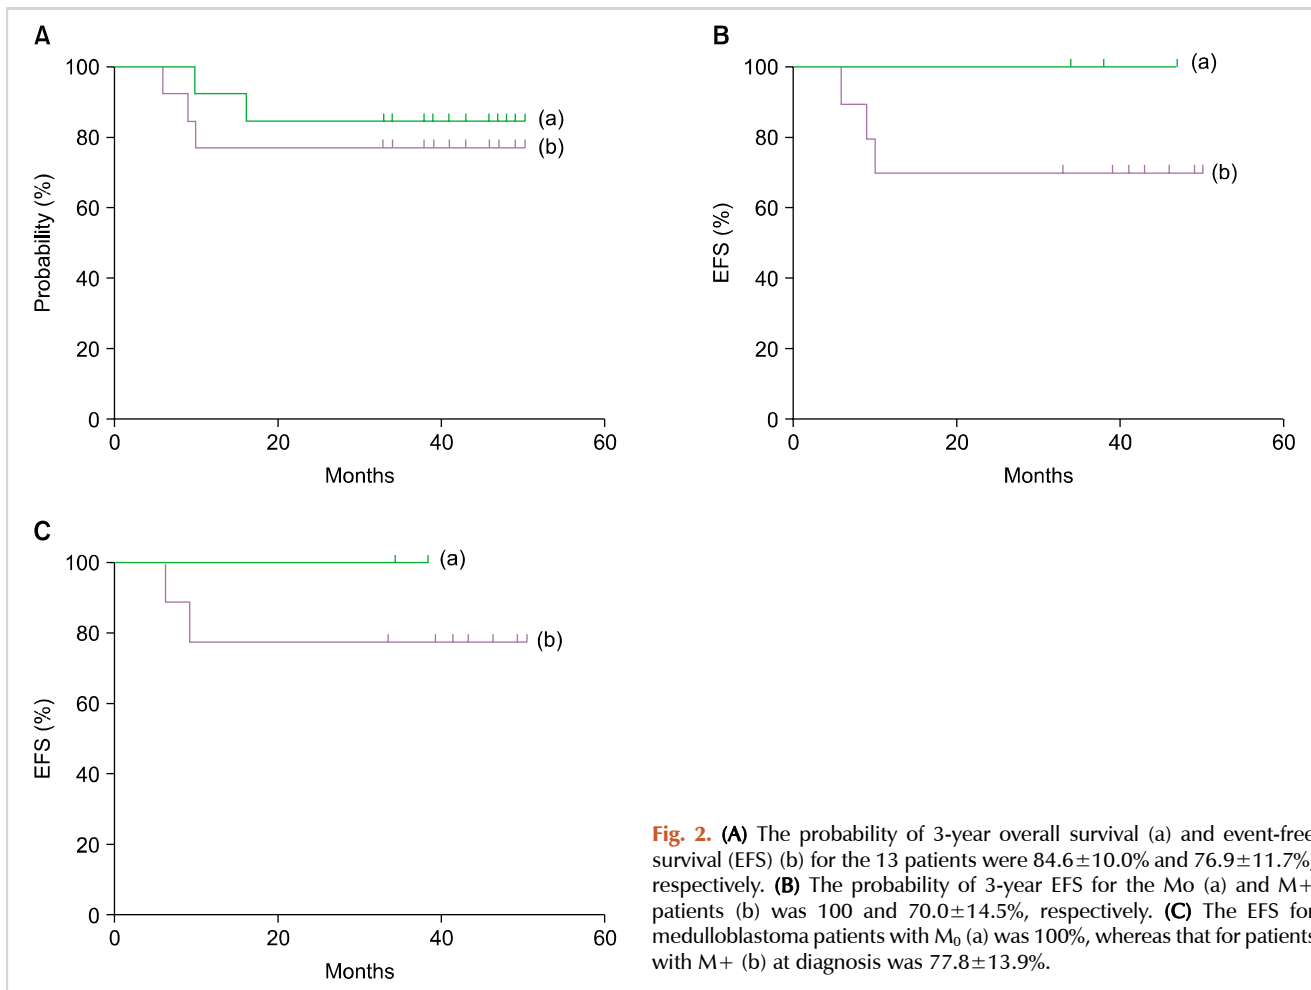 A
100
80
60
40
20
0
Probability (%)
(a)
(b)
0 20 40 60
Months
B
100
80
60
40
20
0
EFS (%)
(a)
(b)
0 20 40 60
Months
C
100
80
60
40
20
0
EFS (%)
(a)
(b)
0 20 40 60
Months
Fig. 2. (A) The probability of 3-year overall survival (a) and event-free
survival (EFS) (b) for the 13 patients were 84.6±10.0% and 76.9±11.7%,
respectively. (B) The probability of 3-year EFS for the Mo (a) and M+
patients (b) was 100 and 70.0±14.5%, respectively. (C) The EFS for
medulloblastoma patients with M₀ (a) was 100%, whereas that for patients
with M+ (b) at diagnosis was 77.8±13.9%.